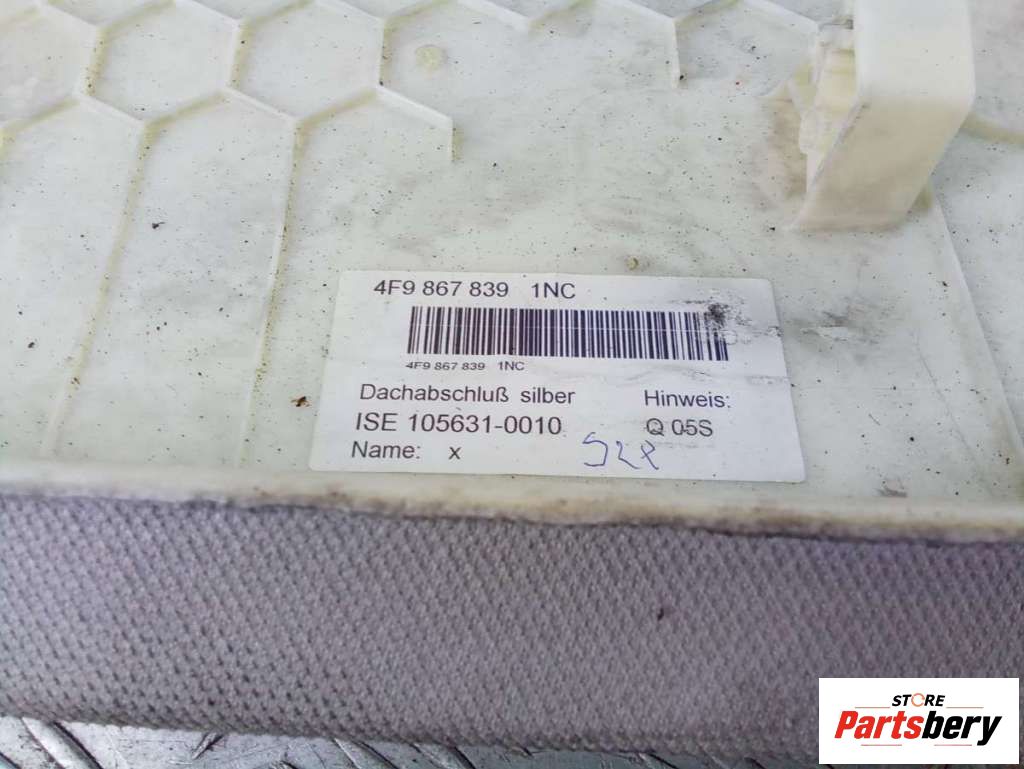 4F9 867 839 1NC
4F9 867 839 1NC
Dachabschluß silber Hinweis:
ISE 105631-0010 Q 05S
Name: x
STORE
Partsbery